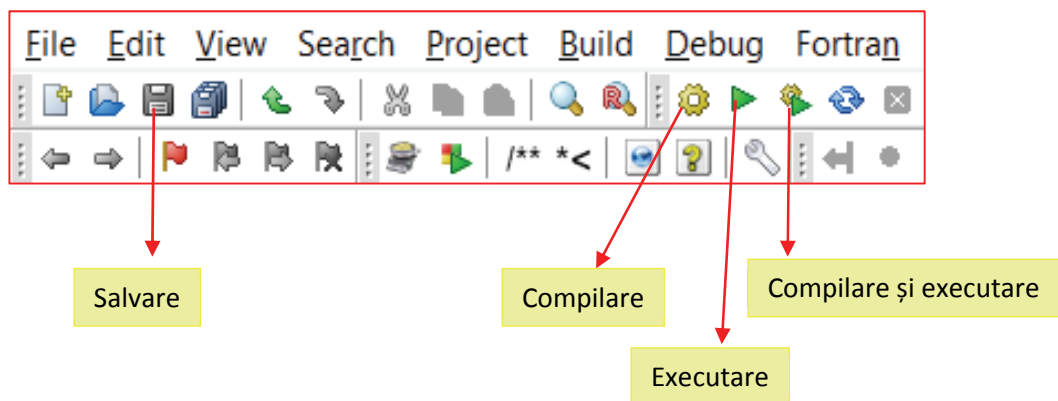 File Edit View Search Project Build Debug Fortran
R
/** *< ?
Salvare
Compilare
Compilare și executare
Executare